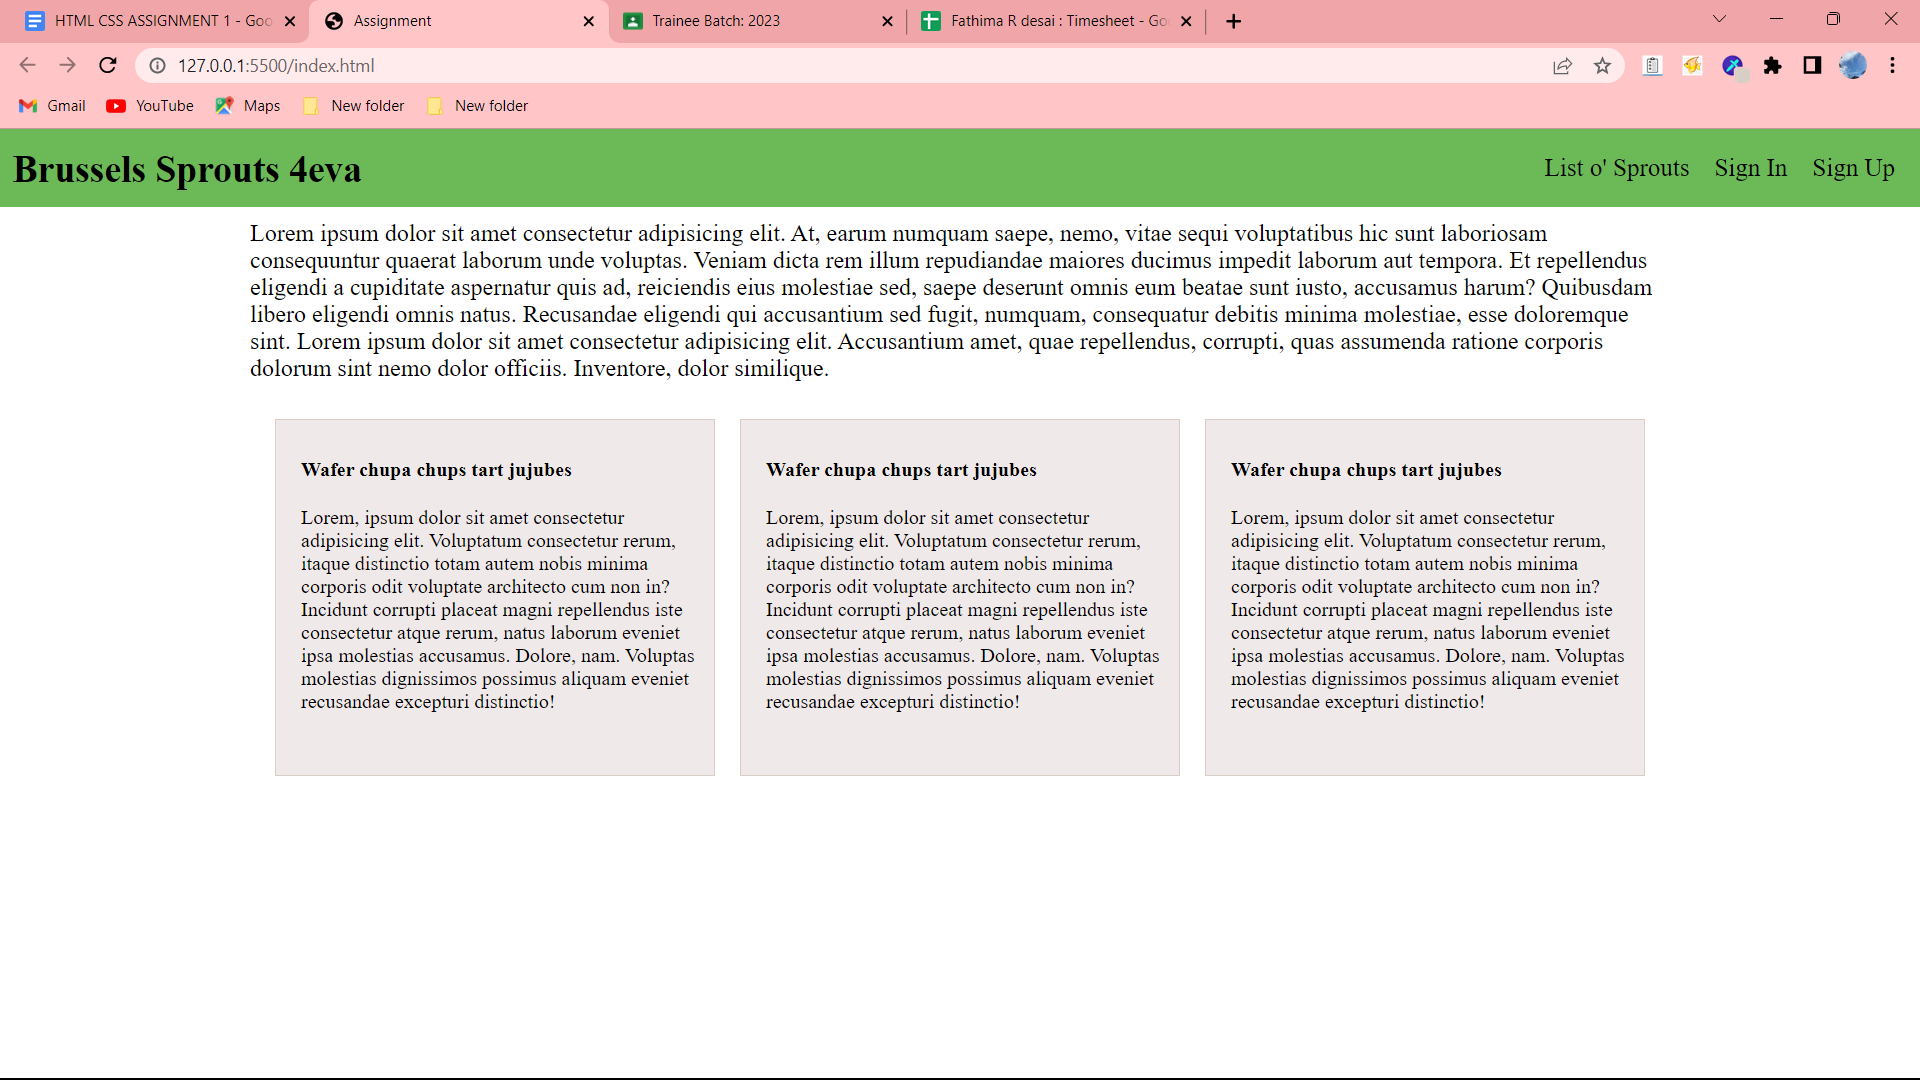 HTML CSS ASSIGNMENT 1 - Goo
Assignment
Trainee Batch: 2023
Fathima R desai : Timesheet - Go
127.0.0.1:5500/index.html
Gmail
YouTube
Maps
New folder
New folder
Brussels Sprouts 4eva
List o' Sprouts
Sign In
Sign Up
Lorem ipsum dolor sit amet consectetur adipisicing elit. At, earum numquam saepe, nemo, vitae sequi voluptatibus hic sunt laboriosam
consequuntur quaerat laborum unde voluptas. Veniam dicta rem illum repudiandae maiores ducimus impedit laborum aut tempora. Et repellendus
eligendi a cupiditate aspernatur quis ad, reiciendis eius molestiae sed, saepe deserunt omnis eum beatae sunt iusto, accusamus harum? Quibusdam
libero eligendi omnis natus. Recusandae eligendi qui accusantium sed fugit, numquam, consequatur debitis minima molestiae, esse doloremque
sint. Lorem ipsum dolor sit amet consectetur adipisicing elit. Accusantium amet, quae repellendus, corrupti, quas assumenda ratione corporis
dolorum sint nemo dolor officiis. Inventore, dolor similique.
Wafer chupa chups tart jujubes
Lorem, ipsum dolor sit amet consectetur
adipisicing elit. Voluptatum consectetur rerum,
itaque distinctio totam autem nobis minima
corporis odit voluptate architecto cum non in?
Incidunt corrupti placeat magni repellendus iste
consectetur atque rerum, natus laborum eveniet
ipsa molestias accusamus. Dolore, nam. Voluptas
molestias dignissimos possimus aliquam eveniet
recusandae excepturi distinctio!
Wafer chupa chups tart jujubes
Lorem, ipsum dolor sit amet consectetur
adipisicing elit. Voluptatum consectetur rerum,
itaque distinctio totam autem nobis minima
corporis odit voluptate architecto cum non in?
Incidunt corrupti placeat magni repellendus iste
consectetur atque rerum, natus laborum eveniet
ipsa molestias accusamus. Dolore, nam. Voluptas
molestias dignissimos possimus aliquam eveniet
recusandae excepturi distinctio!
Wafer chupa chups tart jujubes
Lorem, ipsum dolor sit amet consectetur
adipisicing elit. Voluptatum consectetur rerum,
itaque distinctio totam autem nobis minima
corporis odit voluptate architecto cum non in?
Incidunt corrupti placeat magni repellendus iste
consectetur atque rerum, natus laborum eveniet
ipsa molestias accusamus. Dolore, nam. Voluptas
molestias dignissimos possimus aliquam eveniet
recusandae excepturi distinctio!